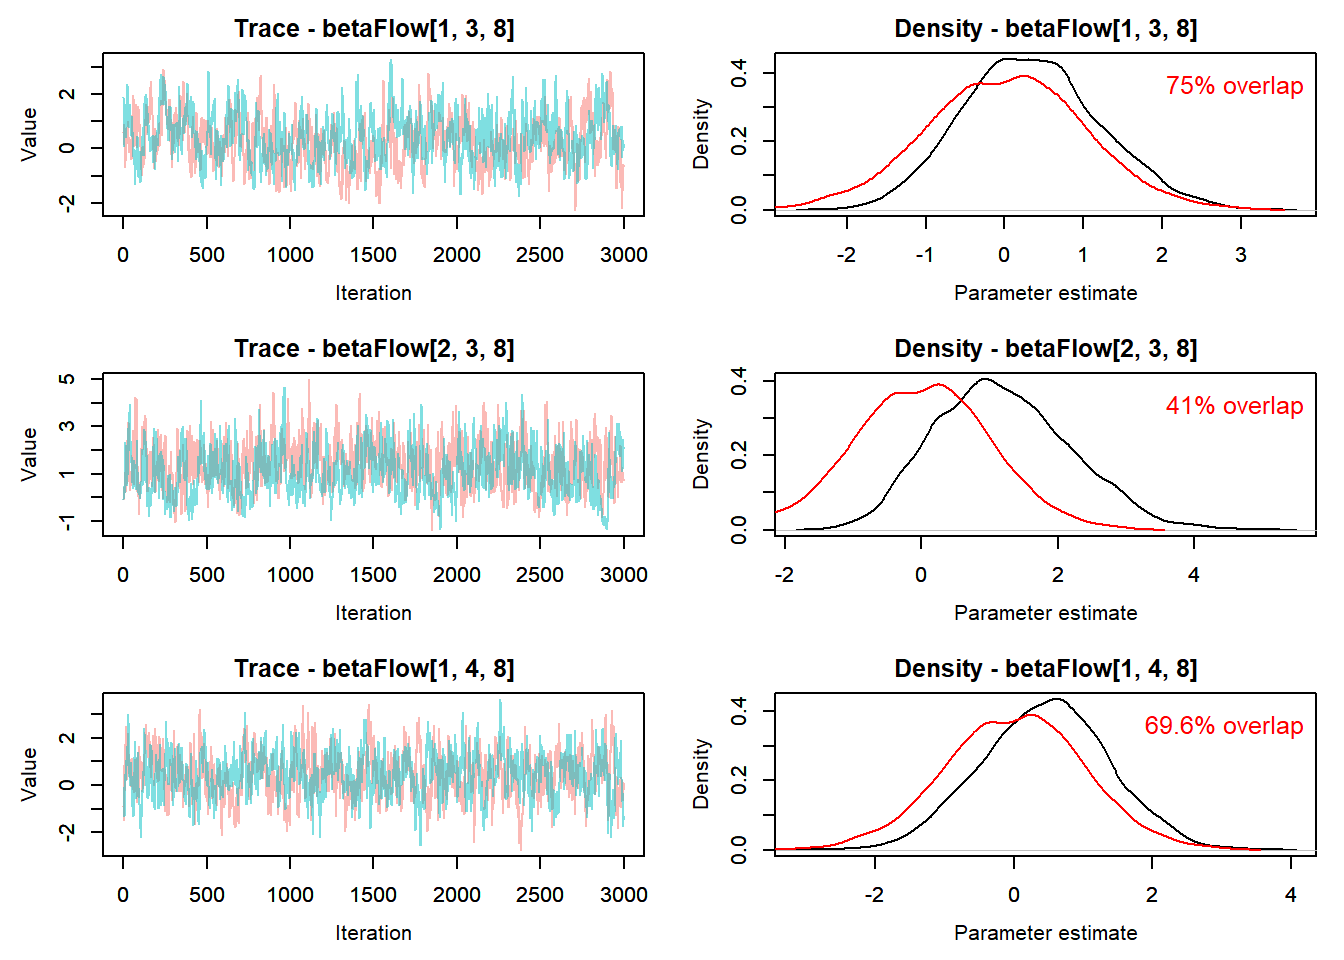 Trace - betaFlow[1, 3, 8]
Value
2
0
-2
0 500 1000 1500 2000 2500 3000
Iteration
Density - betaFlow[1, 3, 8]
75% overlap
Density
0.4
0.2
0.0
-2 -1 0 1 2 3
Parameter estimate
Trace - betaFlow[2, 3, 8]
Value
5
3
1
-1
0 500 1000 1500 2000 2500 3000
Iteration
Density - betaFlow[2, 3, 8]
41% overlap
Density
0.4
0.2
0.0
-2 0 2 4
Parameter estimate
Trace - betaFlow[1, 4, 8]
Value
2
0
-2
0 500 1000 1500 2000 2500 3000
Iteration
Density - betaFlow[1, 4, 8]
69.6% overlap
Density
0.4
0.2
0.0
-2 0 2 4
Parameter estimate